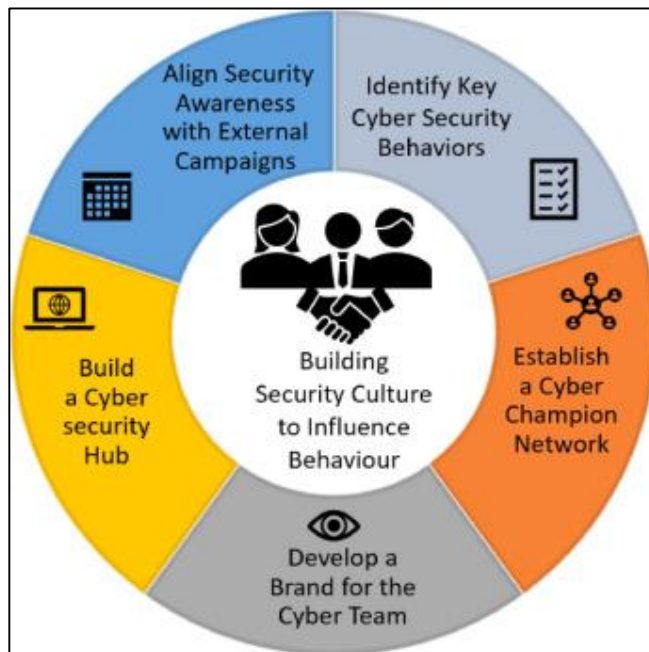 Align Security
Awareness
with External
Campaigns
Identify Key
Cyber Security
Behaviors
Establish
a Cyber
Champion
Network
Develop a
Brand for the
Cyber Team
Build
a Cyber
security
Hub
Building
Security Culture
to Influence
Behaviour